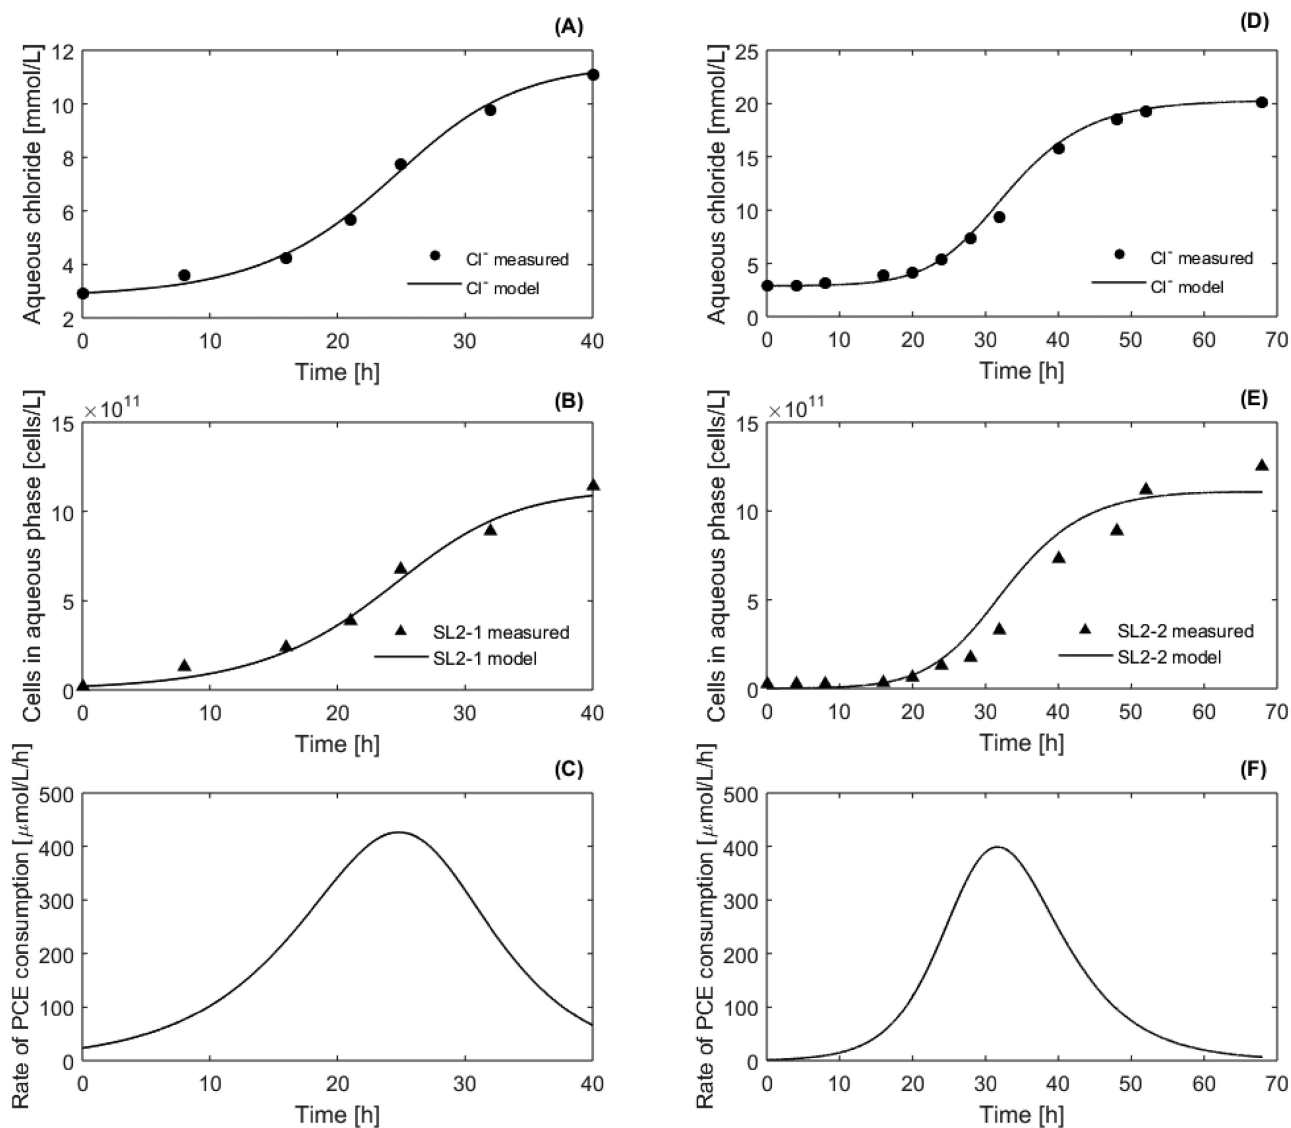 (A)
Aqueous chloride [mmol/L]
12
10
8
6
4
2
Cl⁻ measured
Cl⁻ model
0 10 20 30 40
Time [h]
(D)
Aqueous chloride [mmol/L]
25
20
15
10
5
0
Cl⁻ measured
Cl⁻ model
0 10 20 30 40 50 60 70
Time [h]
(B)
Cells in aqueous phase [cells/L]
×10¹¹
15
10
5
0
SL2-1 measured
SL2-1 model
0 10 20 30 40
Time [h]
(E)
Cells in aqueous phase [cells/L]
×10¹¹
15
10
5
0
SL2-2 measured
SL2-2 model
0 10 20 30 40 50 60 70
Time [h]
(C)
Rate of PCE consumption [μmol/L/h]
500
400
300
200
100
0
0 10 20 30 40
Time [h]
(F)
Rate of PCE consumption [μmol/L/h]
500
400
300
200
100
0
0 10 20 30 40 50 60 70
Time [h]